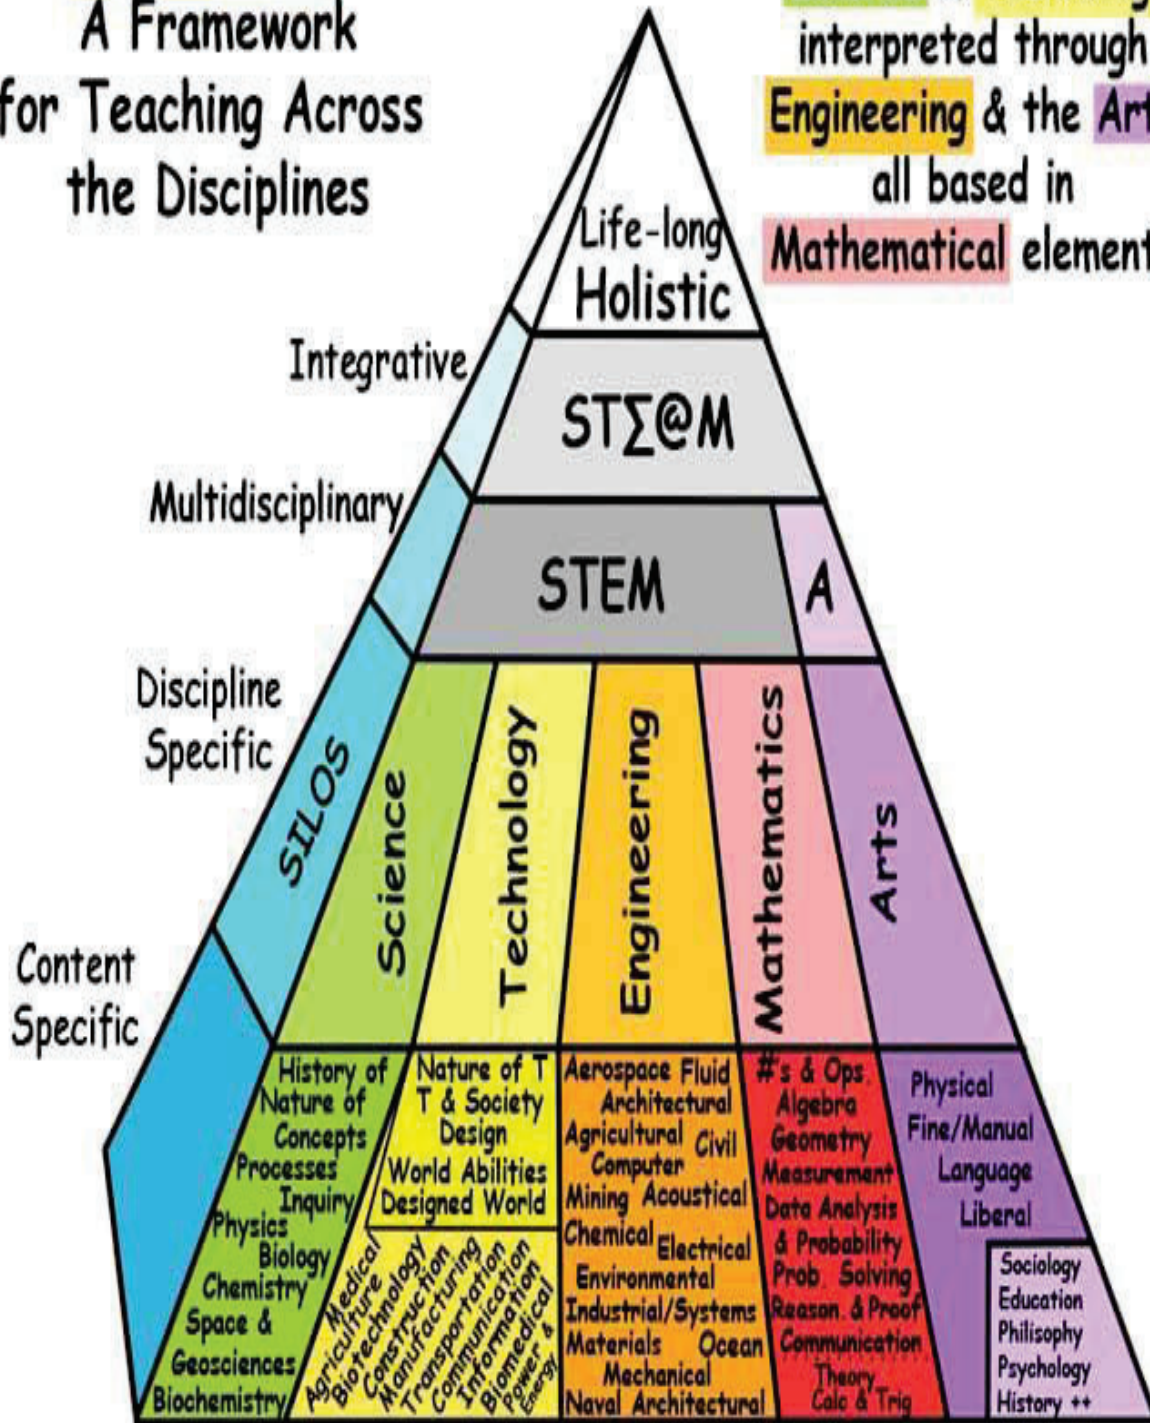 A Framework
for Teaching Across
the Disciplines
interpreted through
Engineering & the Art
all based in
Mathematical element
Life-long
Holistic
Integrative
ST∑@M
Multidisciplinary
STEM
A
Discipline
Specific
SILOS
Science
Technology
Engineering
Mathematics
Arts
Content
Specific
History of
Nature of
Concepts
Processes
Inquiry
Physics
Biology
Chemistry
Space &
Geosciences
Biochemistry
Nature of T
T & Society
Design
World Abilities
Designed World
Medical
Agriculture
Biotechnology
Construction
Manufacturing
Transportation
Communication
Information
Biomedical
Power &
Energy
Aerospace Fluid
Architectural
Agricultural Civil
Computer
Mining Acoustical
Chemical Electrical
Environmental
Industrial/Systems
Materials Ocean
Mechanical
Naval Architectural
#s & Ops.
Algebra
Geometry
Measurement
Data Analysis
& Probability
Prob. Solving
Reason. & Proof
Communication
Theory
Calc & Trig
Physical
Fine/Manual
Language
Liberal
Sociology
Education
Philisophy
Psychology
History ++